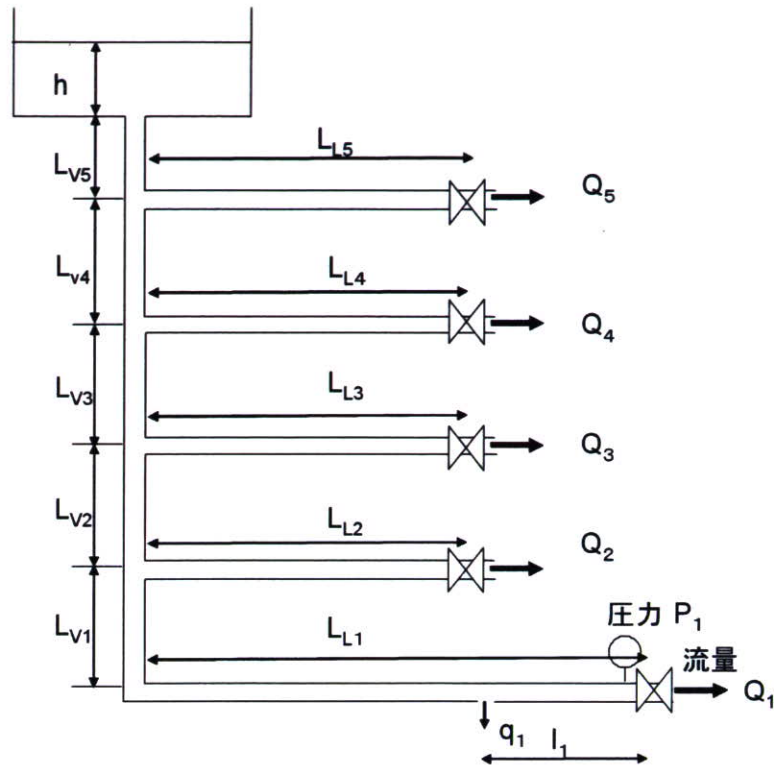 h
L_V5
L_L5
Q_5
L_v4
L_L4
Q_4
L_V3
L_L3
Q_3
L_V2
L_L2
Q_2
L_V1
L_L1
圧力 P_1
流量
Q_1
q_1
l_1